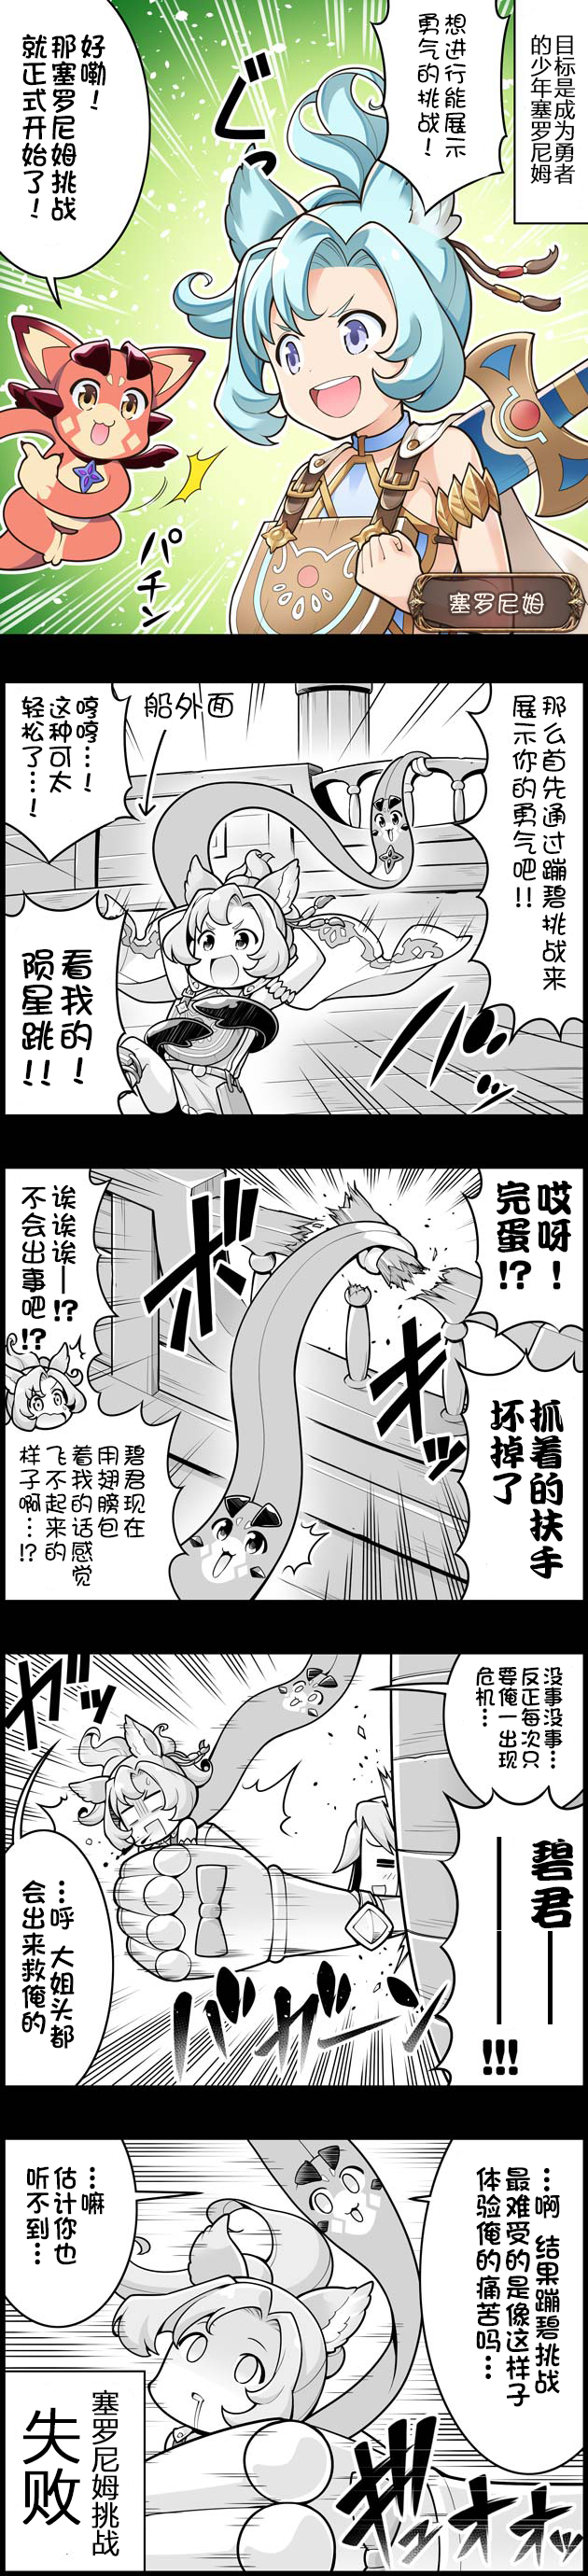 目标是成为勇者
的少年塞罗尼姆
想进行能展示
勇气的挑战！
ぐっ
好嘞！
那塞罗尼姆挑战
就正式开始了！
パチン
塞罗尼姆
那么首先通过蹦碧挑战来
展示你的勇气吧!!
船外面
哼哼…！
这种可太
轻松了…！
看我的！
陨星跳!!
バッ
哎呀！
完蛋!?
抓着的扶手
坏掉了
ボキッ
诶诶诶—!?
不会出事吧!?
碧君现在
用翅膀包
着我的话感觉
飞不起来的
样子啊…!?
没事没事…
反正每次只
要俺一出现
危机…
碧君
———!!!
ガッ
…呼 大姐头都
会出来救俺的
バガーン
…啊 结果蹦碧挑战
最难受的是像这样子
体验俺的痛苦吗…
…嘛
估计你也
听不到…
塞罗尼姆挑战
失败